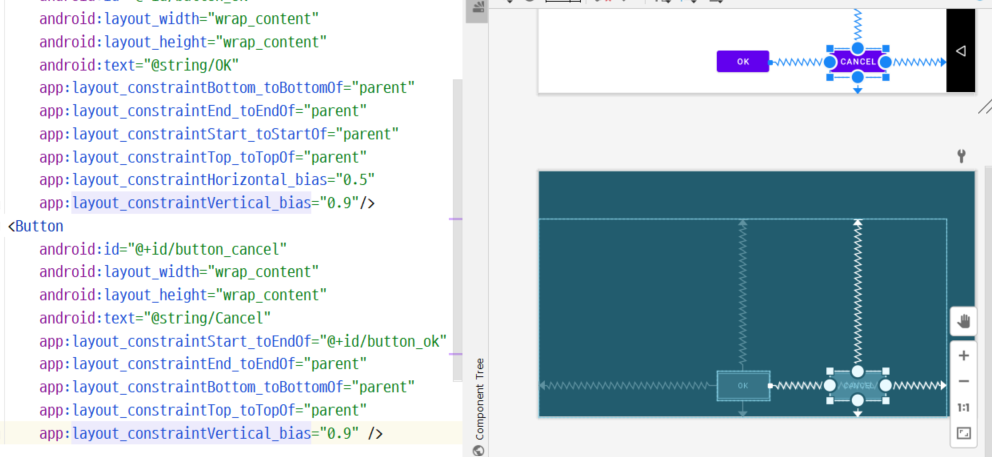 android:layout_width="wrap_content"
android:layout_height="wrap_content"
android:text="@string/OK"
app:layout_constraintBottom_toBottomOf="parent"
app:layout_constraintEnd_toEndOf="parent"
app:layout_constraintStart_toStartOf="parent"
app:layout_constraintTop_toTopOf="parent"
app:layout_constraintHorizontal_bias="0.5"
app:layout_constraintVertical_bias="0.9"/>
<Button
android:id="@+id/button_cancel"
android:layout_width="wrap_content"
android:layout_height="wrap_content"
android:text="@string/Cancel"
app:layout_constraintStart_toEndOf="@+id/button_ok"
app:layout_constraintEnd_toEndOf="parent"
app:layout_constraintBottom_toBottomOf="parent"
app:layout_constraintTop_toTopOf="parent"
app:layout_constraintVertical_bias="0.9" />
Component Tree
OK
CANCEL
OK
CANCEL
1:1